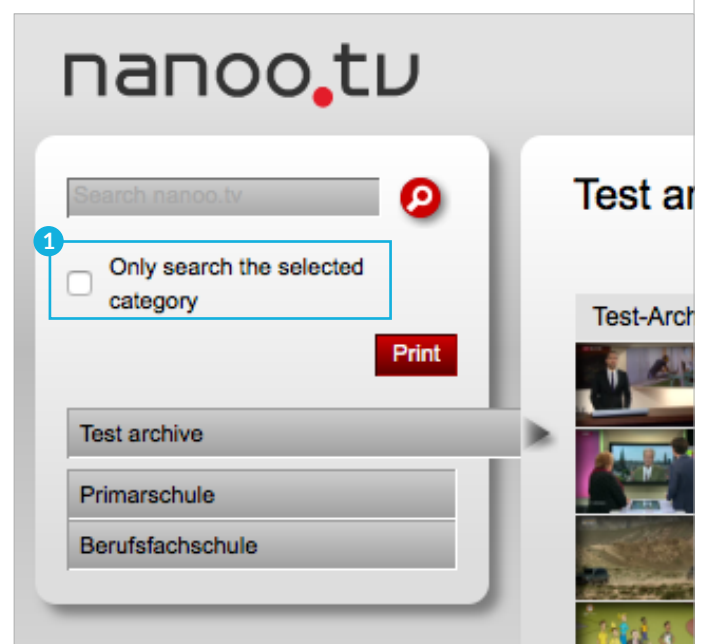 nanoo.tv
Search nanoo.tv
1
Only search the selected
category
Print
Test archive
Primarschule
Berufsfachschule
Test ar
Test-Arch